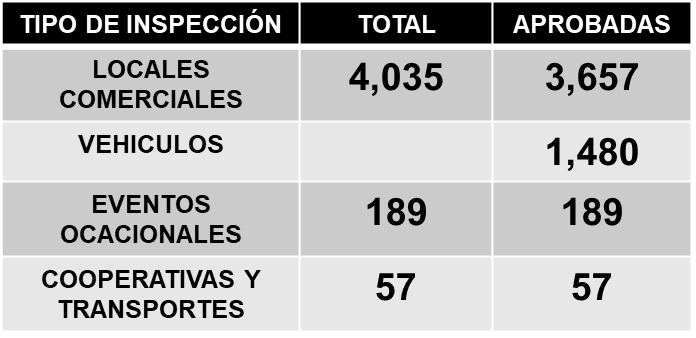 TIPO DE INSPECCIÓN TOTAL APROBADAS
LOCALES COMERCIALES 4,035 3,657
VEHICULOS 1,480
EVENTOS OCACIONALES 189 189
COOPERATIVAS Y TRANSPORTES 57 57